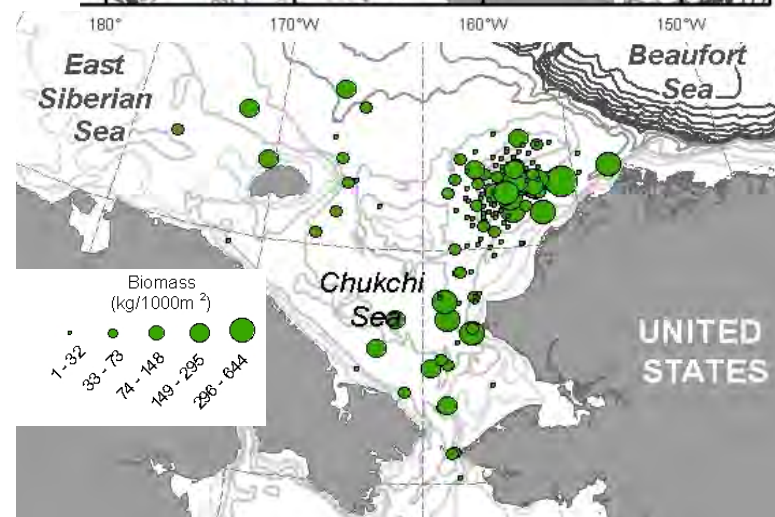 180°
170°W
160°W
150°W
East
Siberian
Sea
Beaufort
Sea
Chukchi
Sea
UNITED
STATES
Biomass
(kg/1000m ²)
1 - 32
33 - 73
74 - 148
149 - 295
296 - 644